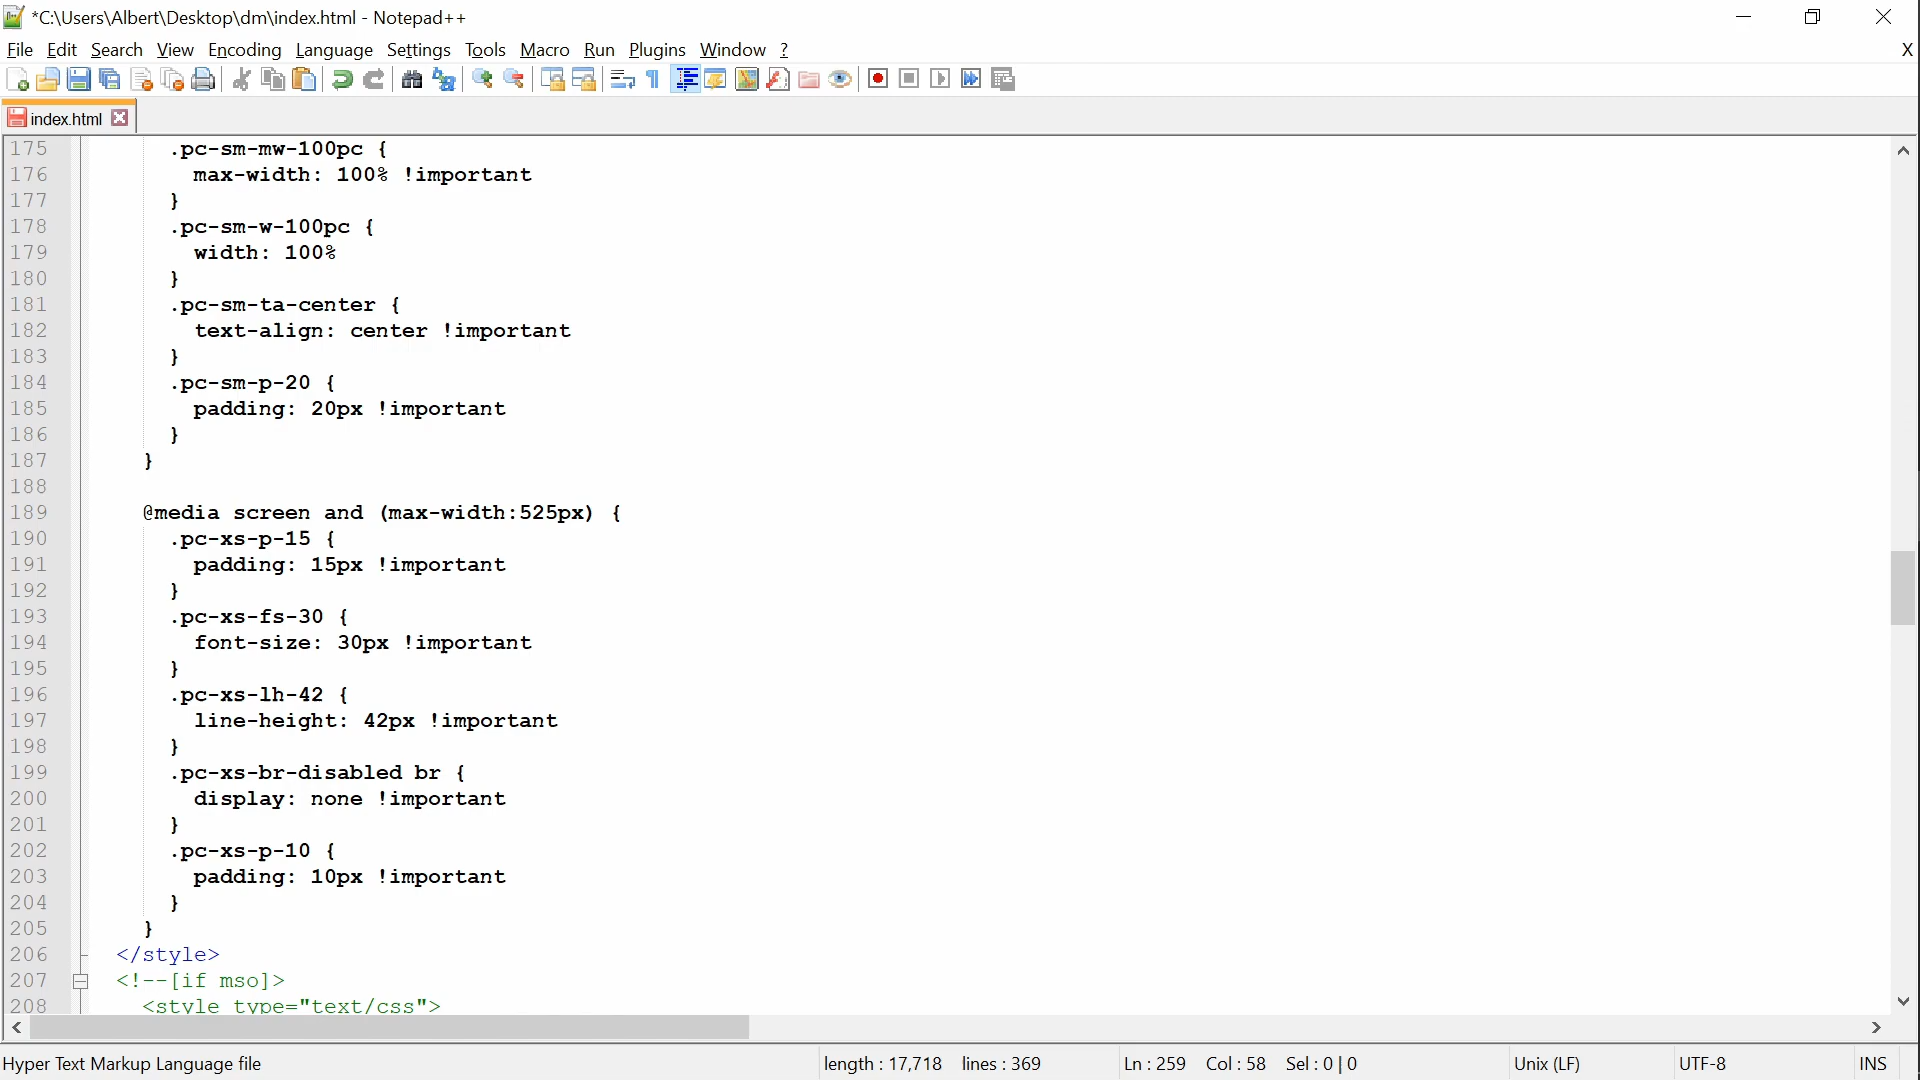 *C:\Users\Albert\Desktop\dm\index.html - Notepad++
File Edit Search View Encoding Language Settings Tools Macro Run Plugins Window ? X
index.html
175 .pc-sm-mw-100pc {
176 max-width: 100% !important
177 }
178 .pc-sm-w-100pc {
179 width: 100%
180 }
181 .pc-sm-ta-center {
182 text-align: center !important
183 }
184 .pc-sm-p-20 {
185 padding: 20px !important
186 }
187 }
188
189 @media screen and (max-width:525px) {
190 .pc-xs-p-15 {
191 padding: 15px !important
192 }
193 .pc-xs-fs-30 {
194 font-size: 30px !important
195 }
196 .pc-xs-lh-42 {
197 line-height: 42px !important
198 }
199 .pc-xs-br-disabled br {
200 display: none !important
201 }
202 .pc-xs-p-10 {
203 padding: 10px !important
204 }
205 }
206 </style>
207 <!--[if mso]>
208 <style type="text/css">
Hyper Text Markup Language file length : 17,718 lines : 369 Ln : 259 Col : 58 Sel : 0 | 0 Unix (LF) UTF-8 INS